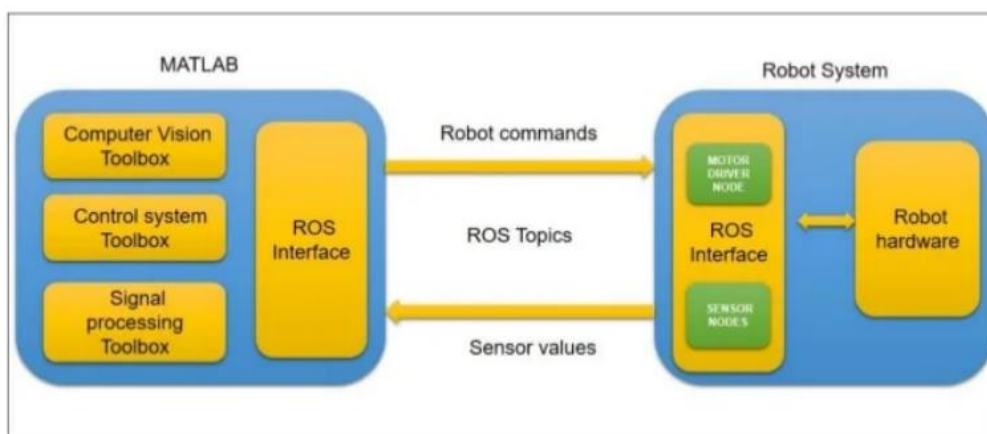 MATLAB
Computer Vision
Toolbox
Control system
Toolbox
Signal
processing
Toolbox
ROS
Interface
Robot commands
ROS Topics
Sensor values
Robot System
MOTOR
DRIVER
NODE
ROS
Interface
SENSOR
NODES
Robot
hardware